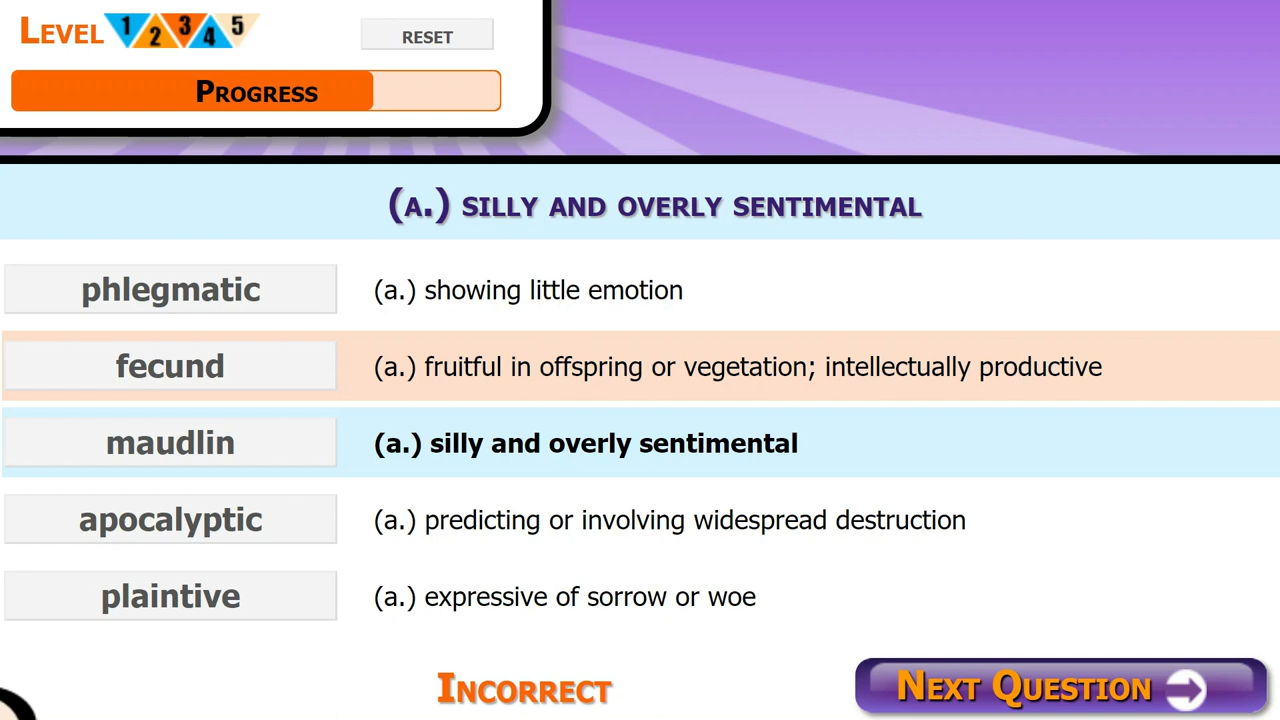 LEVEL 1 2 3 4 5
RESET
PROGRESS
(A.) SILLY AND OVERLY SENTIMENTAL
phlegmatic (a.) showing little emotion
fecund (a.) fruitful in offspring or vegetation; intellectually productive
maudlin (a.) silly and overly sentimental
apocalyptic (a.) predicting or involving widespread destruction
plaintive (a.) expressive of sorrow or woe
INCORRECT
NEXT QUESTION